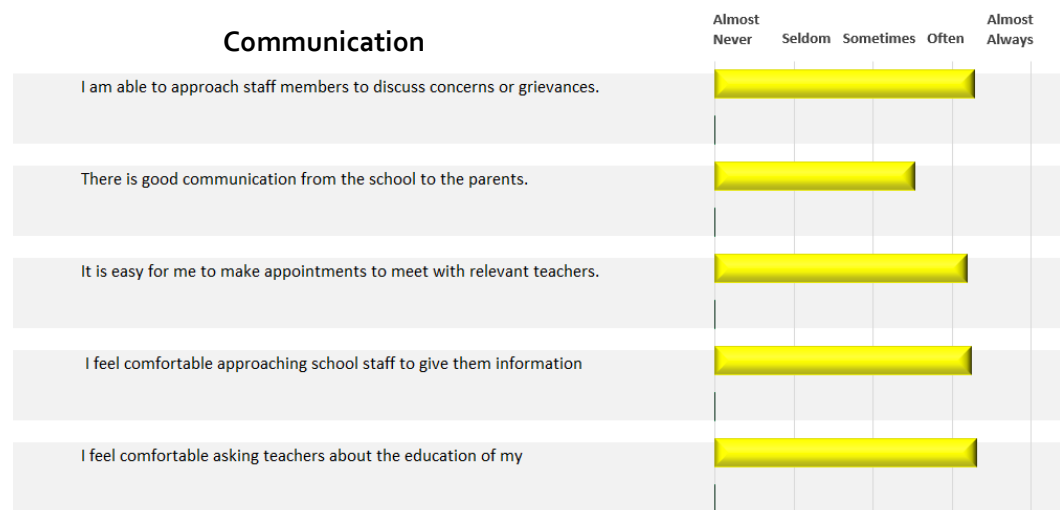 Communication
Almost Never
Seldom
Sometimes
Often
Almost Always
I am able to approach staff members to discuss concerns or grievances.
There is good communication from the school to the parents.
It is easy for me to make appointments to meet with relevant teachers.
I feel comfortable approaching school staff to give them information
I feel comfortable asking teachers about the education of my